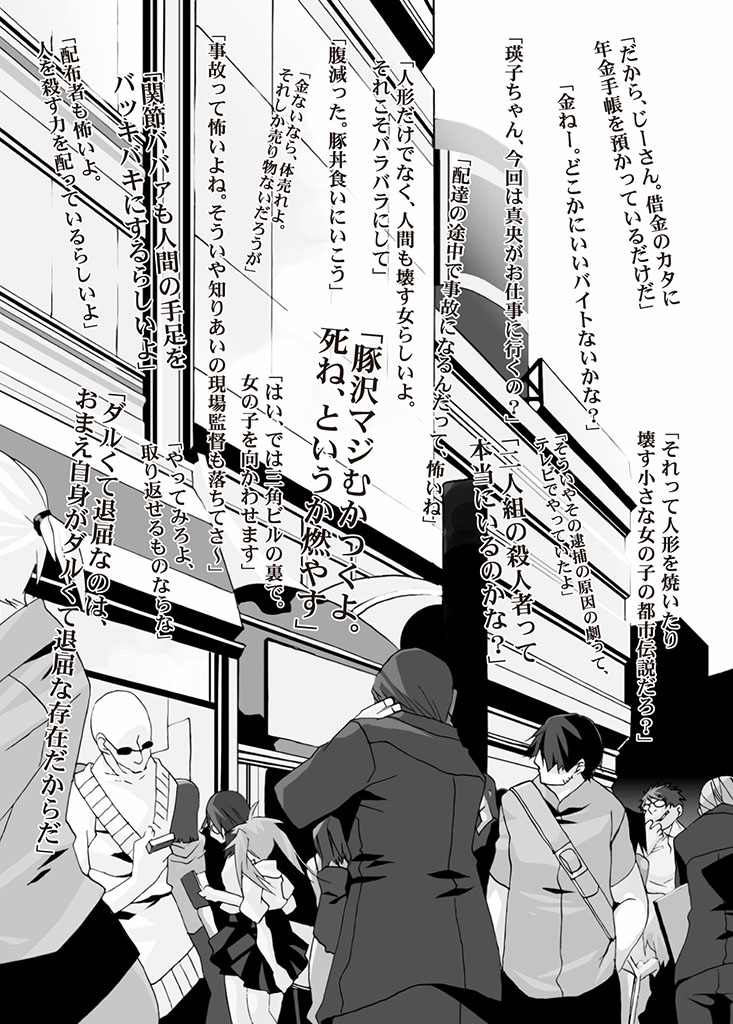 「だから、じーさん。借金のカタに
年金手帳を預かっているだけだ」
「金ねー。どこかにいいバイトないかな？」
「瑛子ちゃん、今回は真央がお仕事に行くの？」
「配達の途中で事故になるんだって、怖いね」
「人形だけでなく、人間も壊す女らしいよ。
それこそバラバラにして」
「腹減った。豚丼食いにいこう」
「金ないなら、体売れよ。
それしか売り物ないだろうが」
「事故って怖いよね。そういや知りあいの現場監督も落ちてさ～」
「関節ババァも人間の手足を
バッキバキにするらしいよ」
「配布者も怖いよ。
人を殺す力を配っているらしいよ」
「それって人形を焼いたり
壊す小さな女の子の都市伝説だろ？」
「そういやその逮捕の原因の劇って、
テレビでやっていたよ」
「二人組の殺人者って
本当にいるのかな？」
「豚沢マジむかつくよ。
死ね、というか燃やす」
「はい、では三角ビルの裏で。
女の子を向かわせます」
「やってみろよ、
取り返せるものならな」
「ダルくて退屈なのは、
おまえ自身がダルくて退屈な存在だからだ」